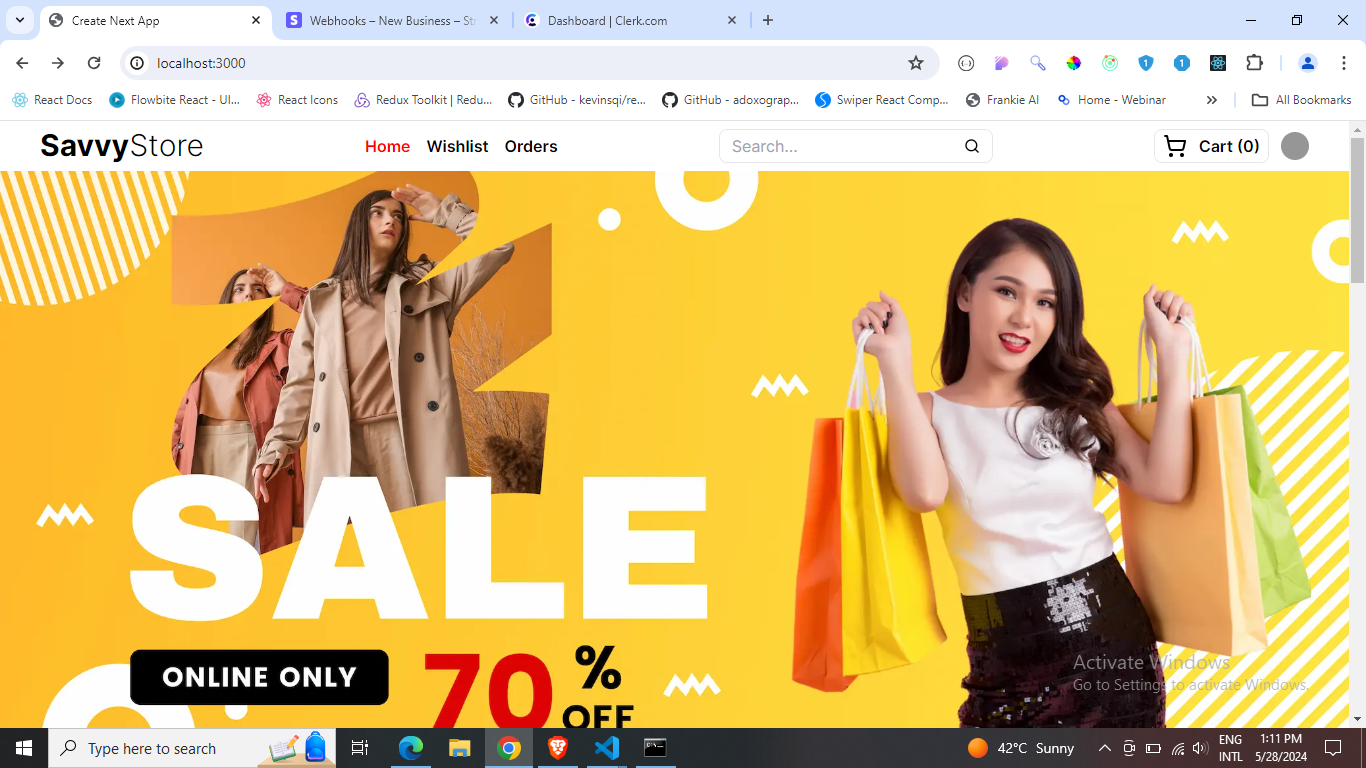 Create Next App
Webhooks – New Business – Str
Dashboard | Clerk.com
localhost:3000
React Docs
Flowbite React - UI...
React Icons
Redux Toolkit | Redu...
GitHub - kevinsqi/re...
GitHub - adoxograp...
Swiper React Comp...
Frankie AI
Home - Webinar
All Bookmarks
SavvyStore
Home
Wishlist
Orders
Search...
Cart (0)
SALE
ONLINE ONLY
70
%
OFF
Activate Windows
Go to Settings to activate Windows.
Type here to search
42°C Sunny
ENG
INTL
1:11 PM
5/28/2024